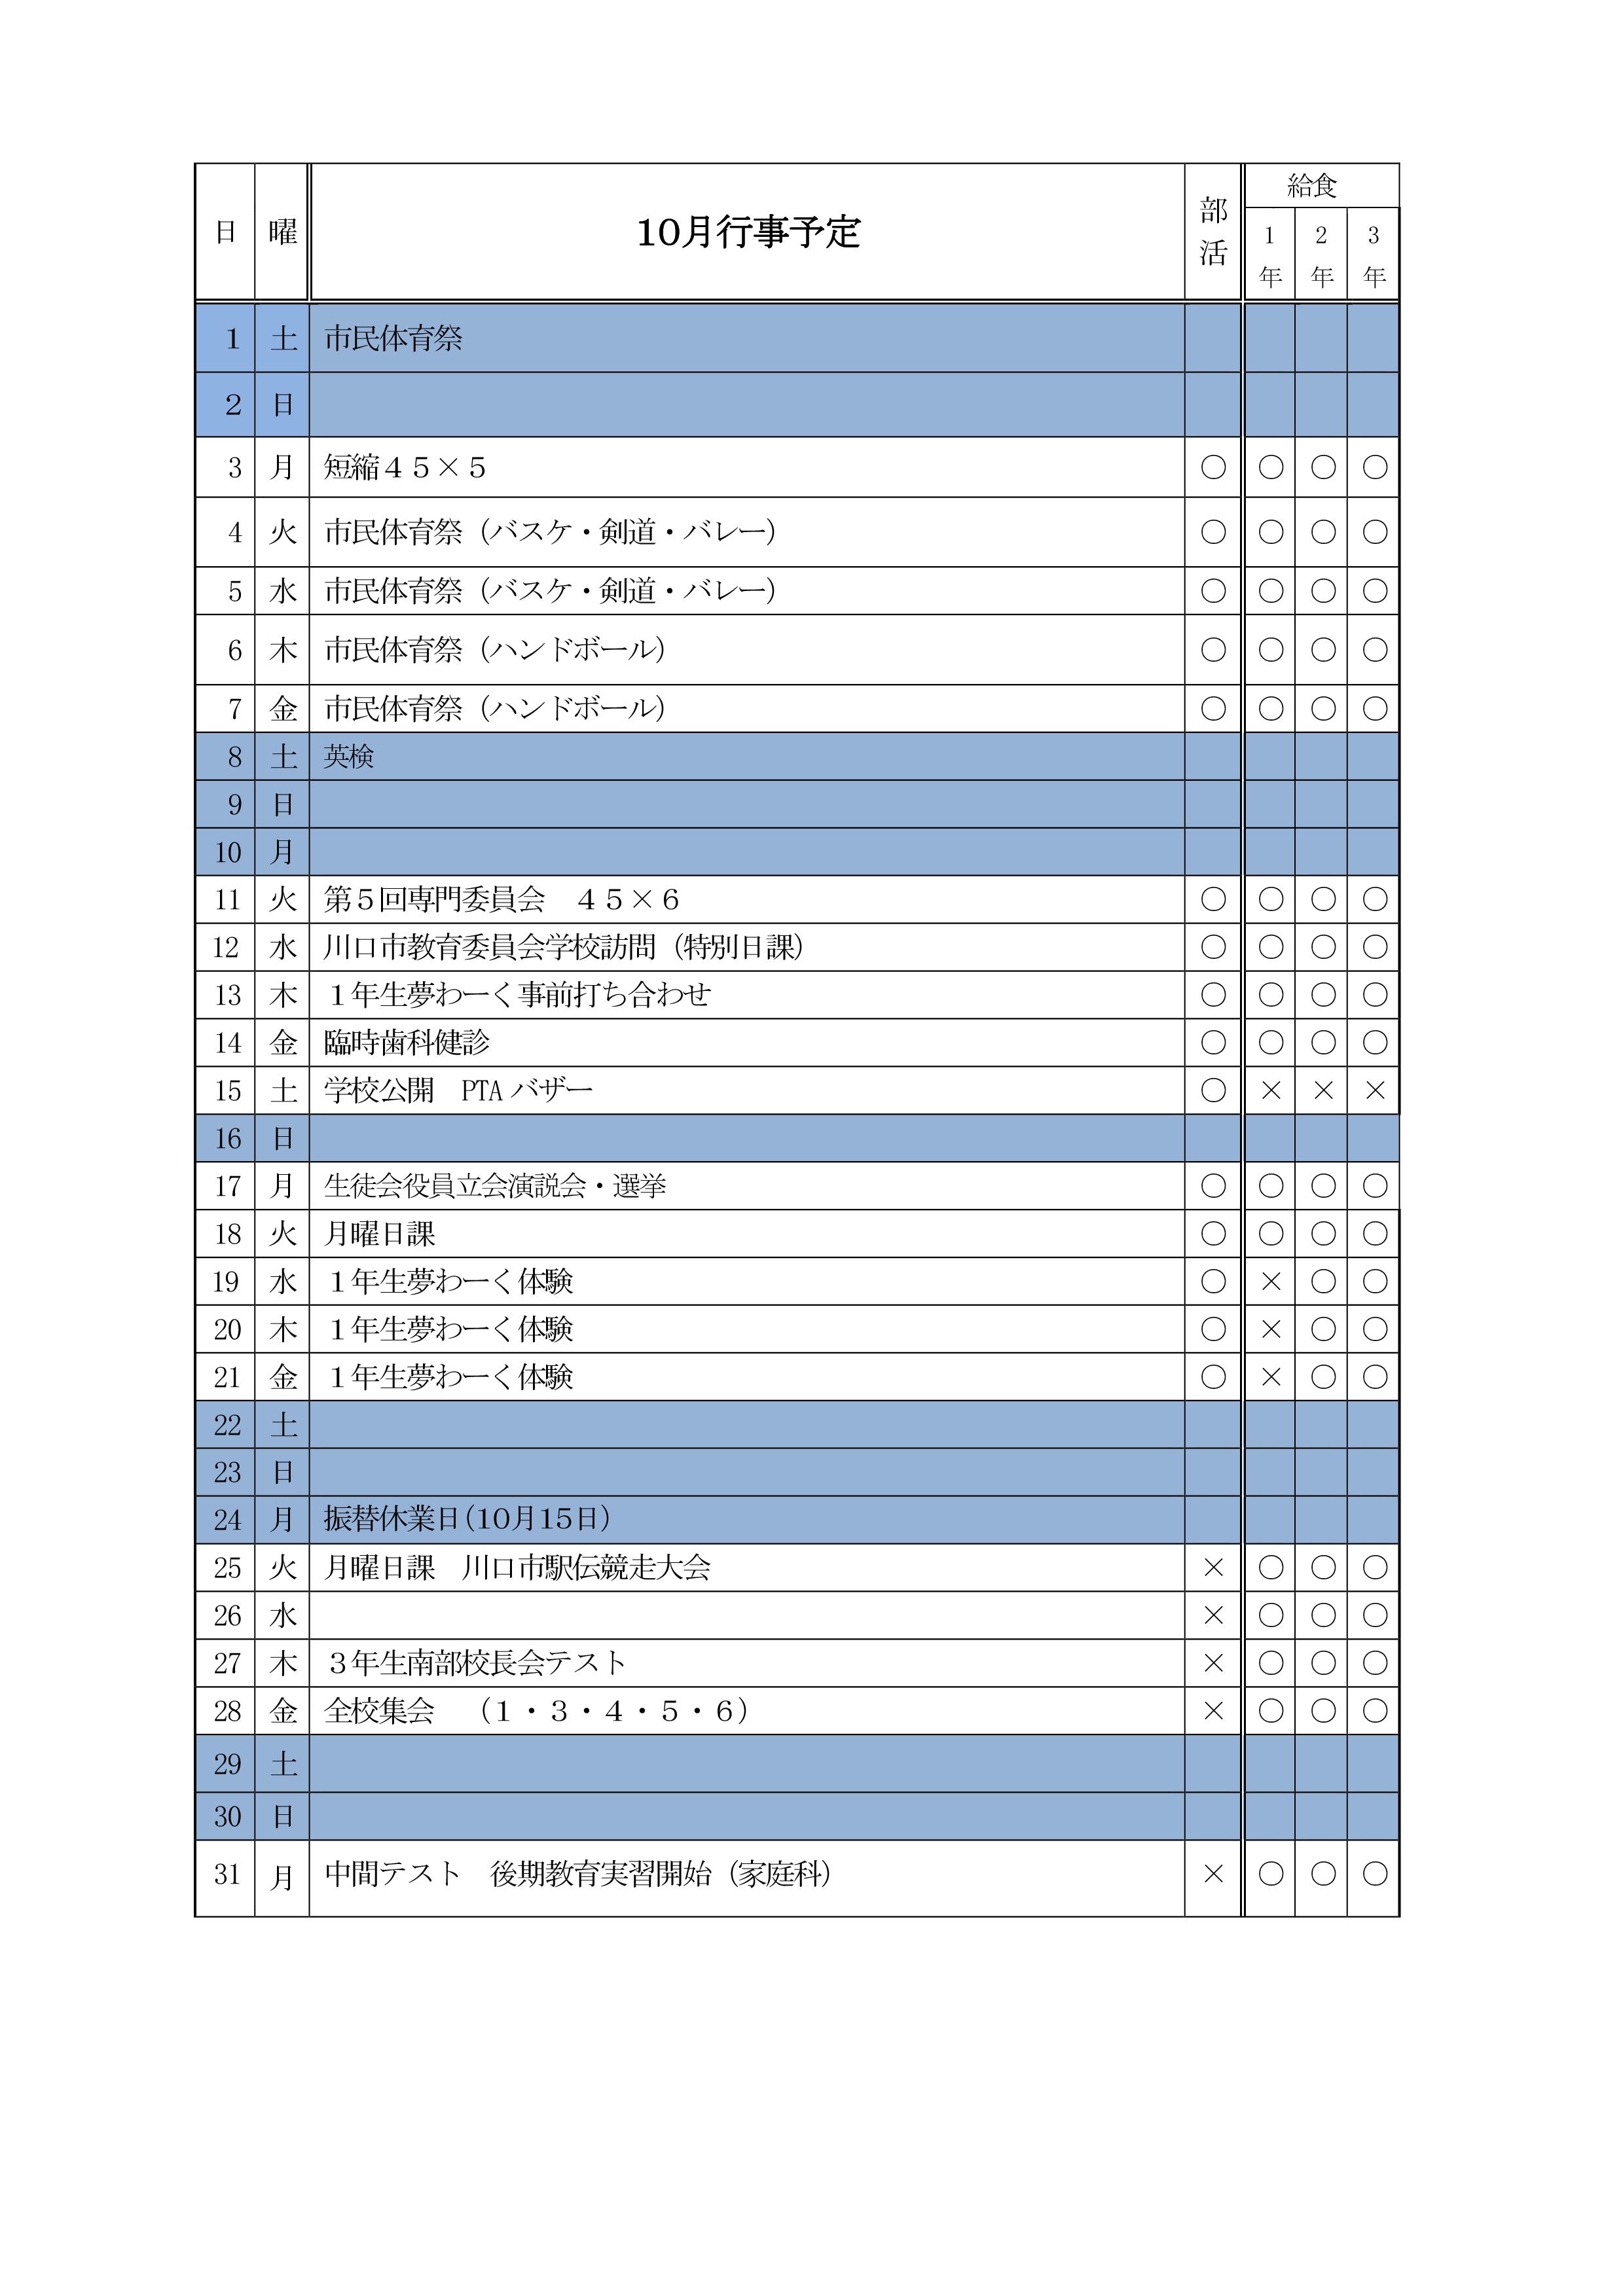 日 曜 10月行事予定 部活 給食
1年 2年 3年
1 土 市民体育祭
2 日
3 月 短縮４５×５ ○ ○ ○ ○
4 火 市民体育祭（バスケ・剣道・バレー） ○ ○ ○ ○
5 水 市民体育祭（バスケ・剣道・バレー） ○ ○ ○ ○
6 木 市民体育祭（ハンドボール） ○ ○ ○ ○
7 金 市民体育祭（ハンドボール） ○ ○ ○ ○
8 土 英検
9 日
10 月
11 火 第５回専門委員会　４５×６ ○ ○ ○ ○
12 水 川口市教育委員会学校訪問（特別日課） ○ ○ ○ ○
13 木 １年生夢わーく事前打ち合わせ ○ ○ ○ ○
14 金 臨時歯科健診 ○ ○ ○ ○
15 土 学校公開　PTA バザー ○ × × ×
16 日
17 月 生徒会役員立会演説会・選挙 ○ ○ ○ ○
18 火 月曜日課 ○ ○ ○ ○
19 水 １年生夢わーく体験 ○ × ○ ○
20 木 １年生夢わーく体験 ○ × ○ ○
21 金 １年生夢わーく体験 ○ × ○ ○
22 土
23 日
24 月 振替休業日（10月15日）
25 火 月曜日課　川口市駅伝競走大会 × ○ ○ ○
26 水 × ○ ○ ○
27 木 ３年生南部校長会テスト × ○ ○ ○
28 金 全校集会　（１・３・４・５・６） × ○ ○ ○
29 土
30 日
31 月 中間テスト　後期教育実習開始（家庭科） × ○ ○ ○